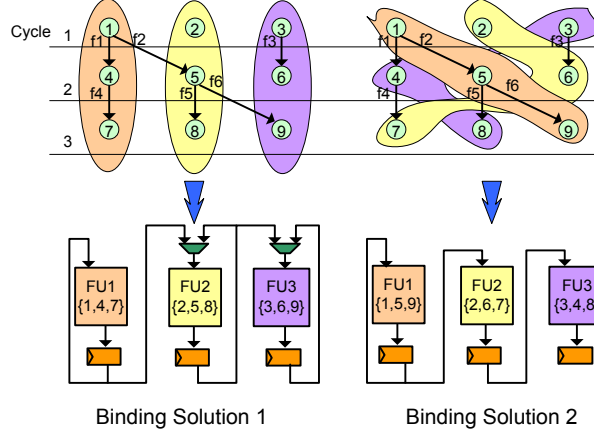 Cycle 1
1 2 3
f1 f2 f3
4 5 6
2
f4 f5 f6
7 8 9
3
1 2 3
f1 f2 f3
4 5 6
f4 f5 f6
7 8 9
FU1
{1,4,7}
FU2
{2,5,8}
FU3
{3,6,9}
FU1
{1,5,9}
FU2
{2,6,7}
FU3
{3,4,8
Binding Solution 1
Binding Solution 2